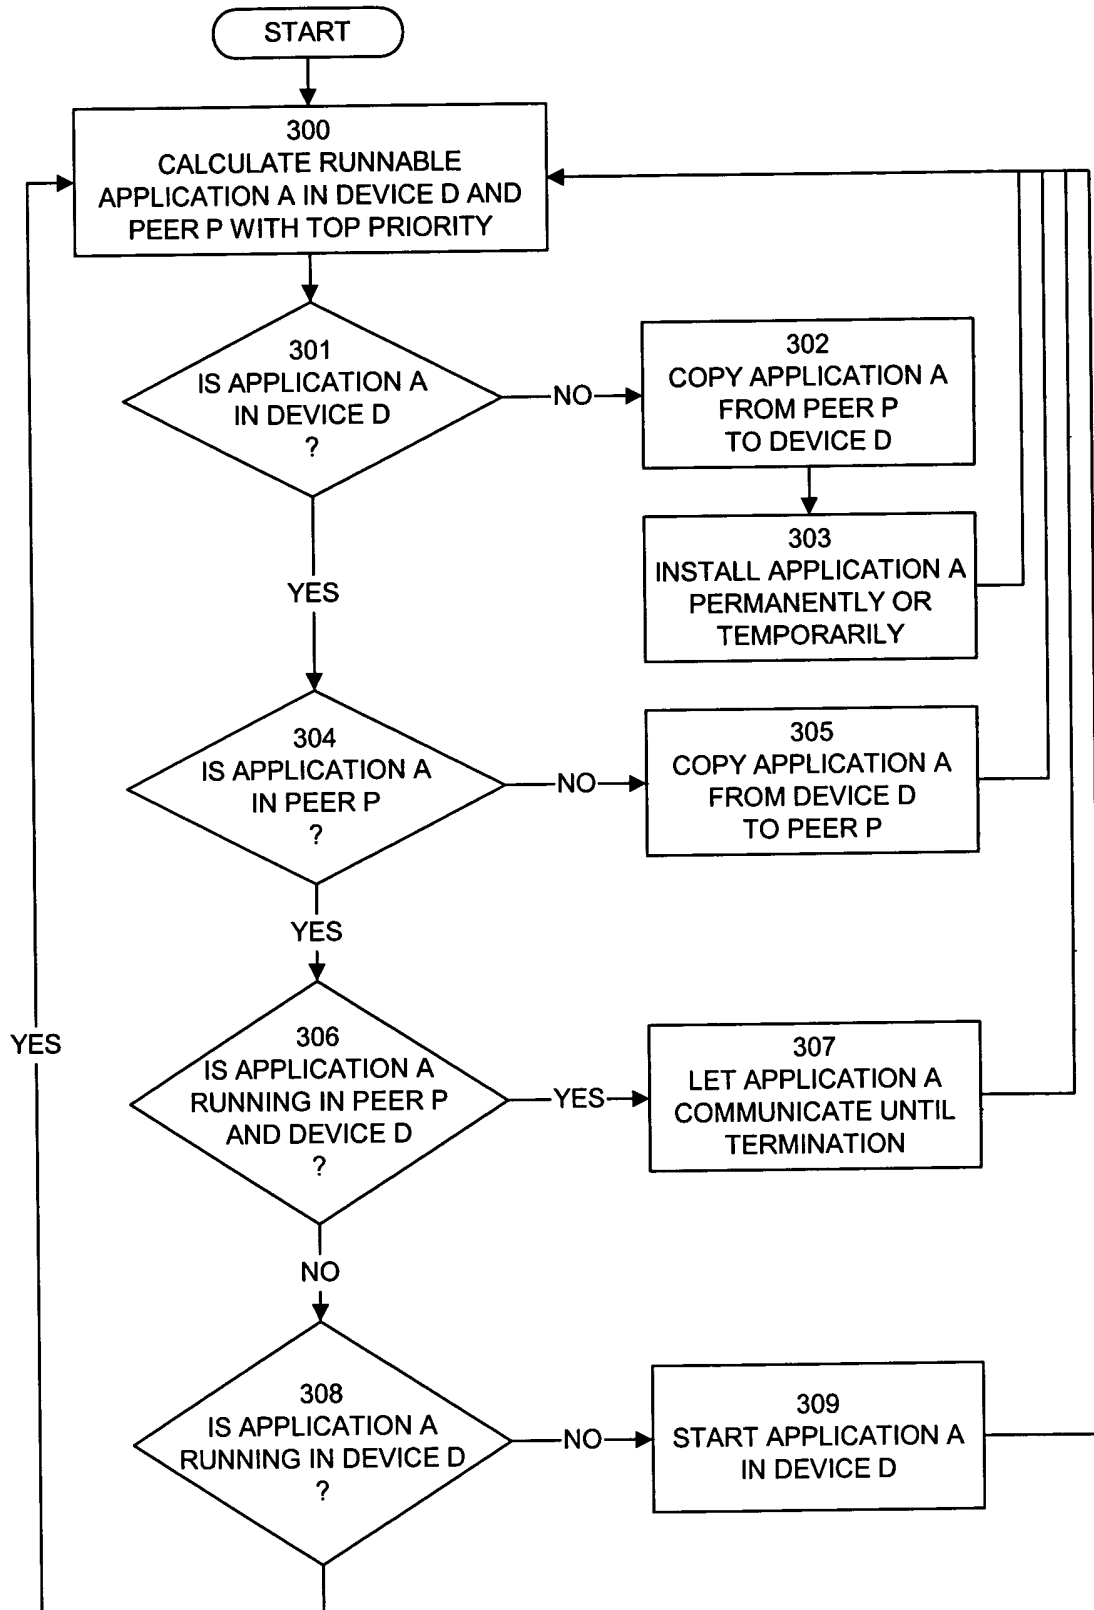 START
300
CALCULATE RUNNABLE
APPLICATION A IN DEVICE D AND
PEER P WITH TOP PRIORITY
301
IS APPLICATION A
IN DEVICE D
?
NO
302
COPY APPLICATION A
FROM PEER P
TO DEVICE D
303
INSTALL APPLICATION A
PERMANENTLY OR
TEMPORARILY
YES
304
IS APPLICATION A
IN PEER P
?
NO
305
COPY APPLICATION A
FROM DEVICE D
TO PEER P
YES
306
IS APPLICATION A
RUNNING IN PEER P
AND DEVICE D
?
YES
307
LET APPLICATION A
COMMUNICATE UNTIL
TERMINATION
YES
NO
308
IS APPLICATION A
RUNNING IN DEVICE D
?
NO
309
START APPLICATION A
IN DEVICE D